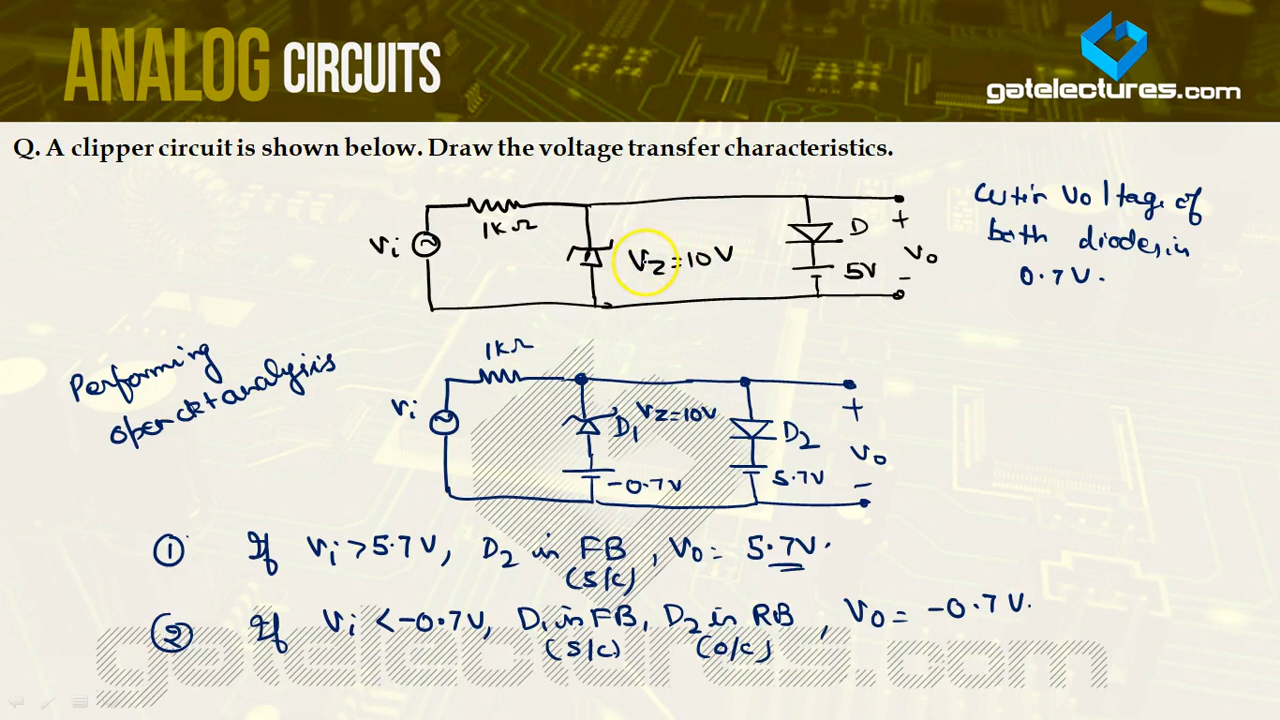 ANALOG CIRCUITS
gatelectures.com
Q. A clipper circuit is shown below. Draw the voltage transfer characteristics.
Vi
1KΩ
VZ=10V
D
5V
+
Vo
-
cutin voltage of
both diodes, is
0.7V.
Performing
open ckt analysis
Vi
1KΩ
D1
VZ=10V
-0.7V
D2
5.7V
+
Vo
-
① If Vi > 5.7V, D2 in FB , Vo = 5.7V.
(S/C)
② If Vi < -0.7V, D1 in FB, D2 in RB , Vo = -0.7V.
(S/C) (O/C)
gatelectures.com